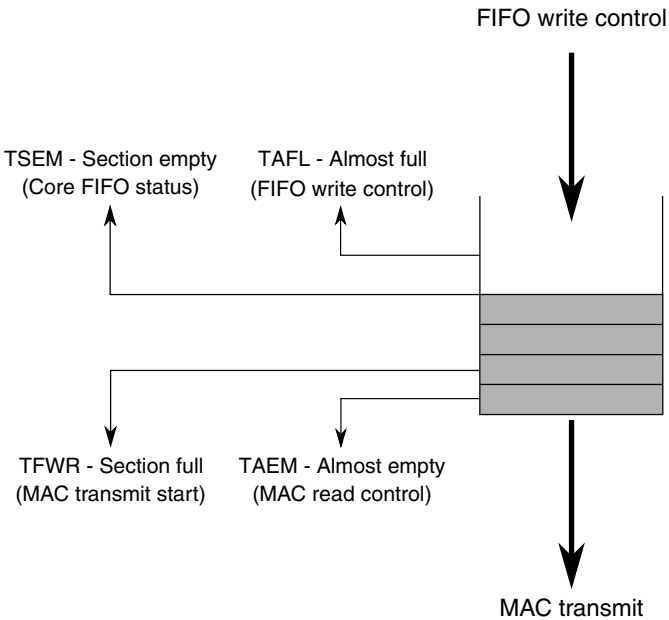 FIFO write control
TSEM - Section empty
(Core FIFO status)
TAFL - Almost full
(FIFO write control)
TFWR - Section full
(MAC transmit start)
TAEM - Almost empty
(MAC read control)
MAC transmit